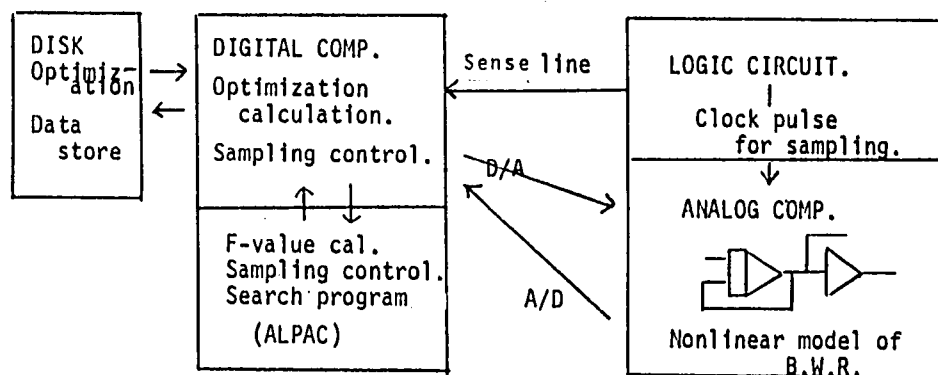 DISK
Optimiz-
ation
Data
store
DIGITAL COMP.
Optimization
calculation.
Sampling control.
F-value cal.
Sampling control.
Search program
(ALPAC)
Sense line
D/A
A/D
LOGIC CIRCUIT.
Clock pulse
for sampling.
ANALOG COMP.
Nonlinear model of
B.W.R.